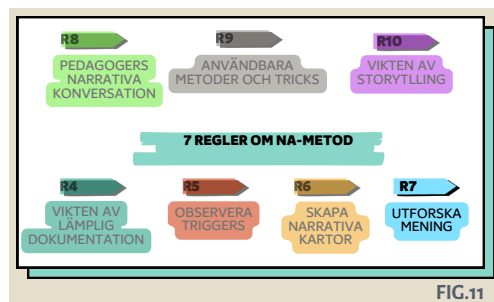 R8
R9
R10
PEDAGOGERS
NARRATIVA
KONVERSATION
ANVÄNDBARA
METODER OCH TRICKS
VIKTEN AV
STORYTLLING
7 REGLER OM NA-METOD
R4
R5
R6
R7
VIKTEN AV
LÄMPLIG
DOKUMENTATION
OBSERVERA
TRIGGERS
SKAPA
NARRATIVA
KARTOR
UTFORSKA
MENING
FIG.11